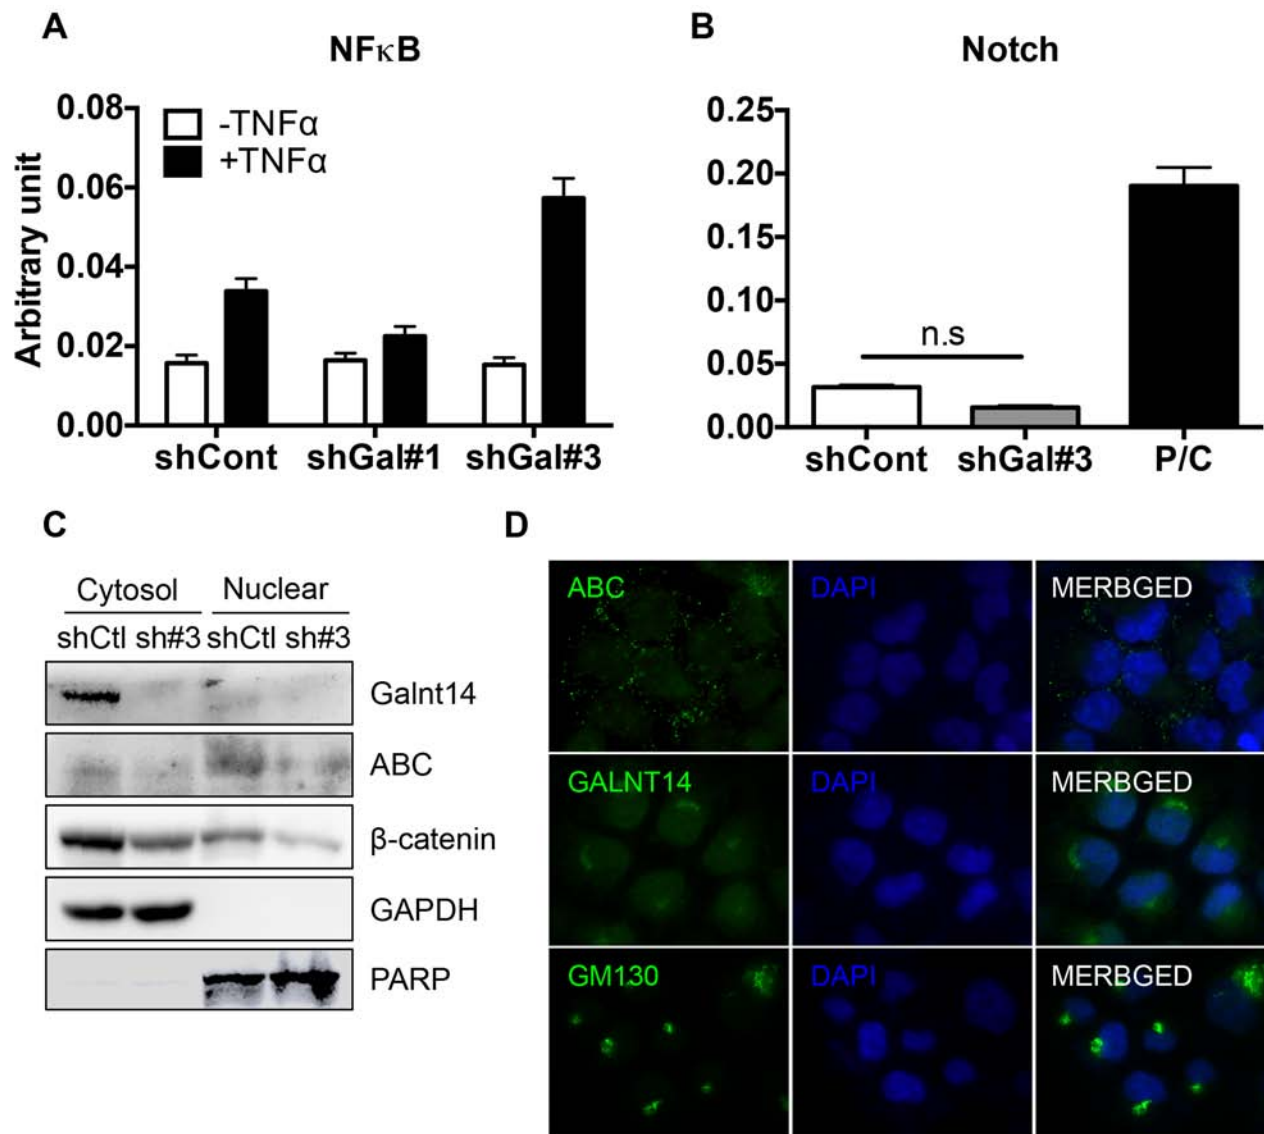 A
NFκB
0.08
0.06
0.04
0.02
0.00
Arbitrary unit
-TNFα
+TNFα
shCont shGal#1 shGal#3
B
Notch
0.25
0.20
0.15
0.10
0.05
0.00
n.s
shCont shGal#3 P/C
C
Cytosol Nuclear
shCtl sh#3 shCtl sh#3
Galnt14
ABC
β-catenin
GAPDH
PARP
D
ABC DAPI MERBGED
GALNT14 DAPI MERBGED
GM130 DAPI MERBGED